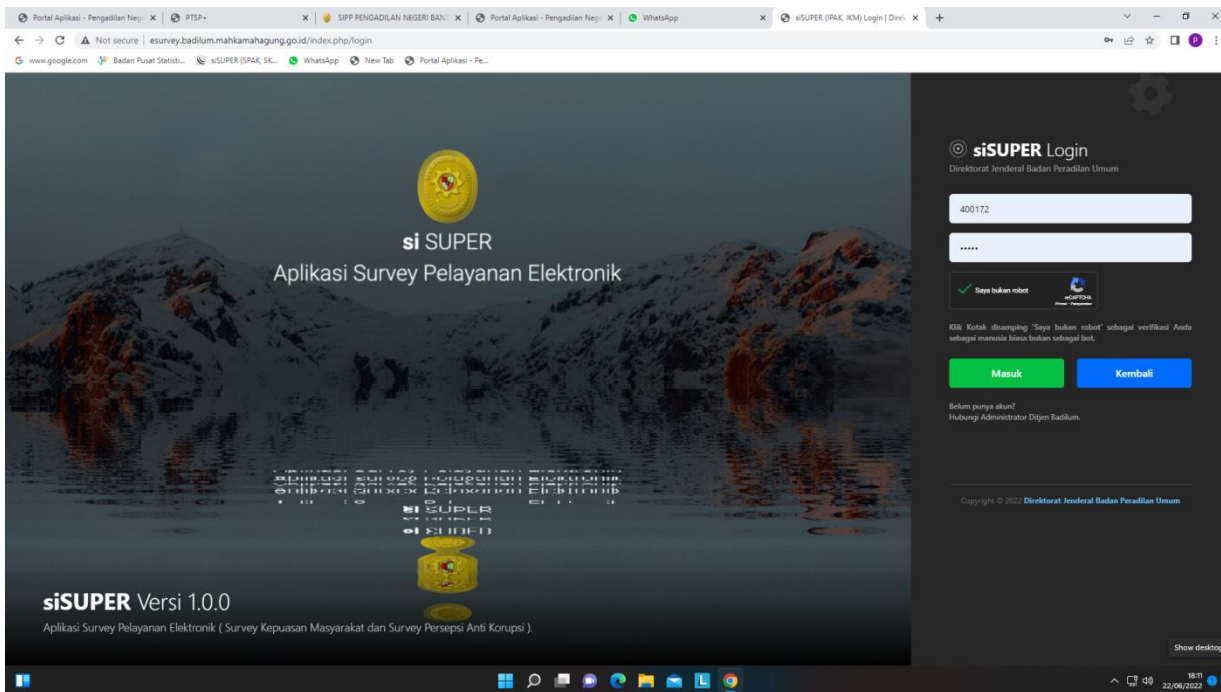 Portal Aplikasi - Pengadilan Nege
PTSP+
SIPP PENGADILAN NEGERI BANT
Portal Aplikasi - Pengadilan Nege
WhatsApp
siSUPER (IPAK, IKM) Login | Direk
Not secure | esurvey.badilum.mahkamahagung.go.id/index.php/login
www.google.com
Badan Pusat Statisti...
siSUPER (SPAK, SK...
WhatsApp
New Tab
Portal Aplikasi - Pe...
si SUPER
Aplikasi Survey Pelayanan Elektronik
siSUPER Versi 1.0.0
Aplikasi Survey Pelayanan Elektronik ( Survey Kepuasan Masyarakat dan Survey Persepsi Anti Korupsi ).
siSUPER Login
Direktorat Jenderal Badan Peradilan Umum
400172
•••••
Saya bukan robot
reCAPTCHA
Klik Kotak disamping "Saya bukan robot" sebagai verifikasi Anda
sebagai manusia biasa bukan sebagai bot.
Masuk
Kembali
Belum punya akun?
Hubungi Administrator Ditjen Badilum.
Copyright © 2022 Direktorat Jenderal Badan Peradilan Umum
Show desktop
18:11
22/06/2022